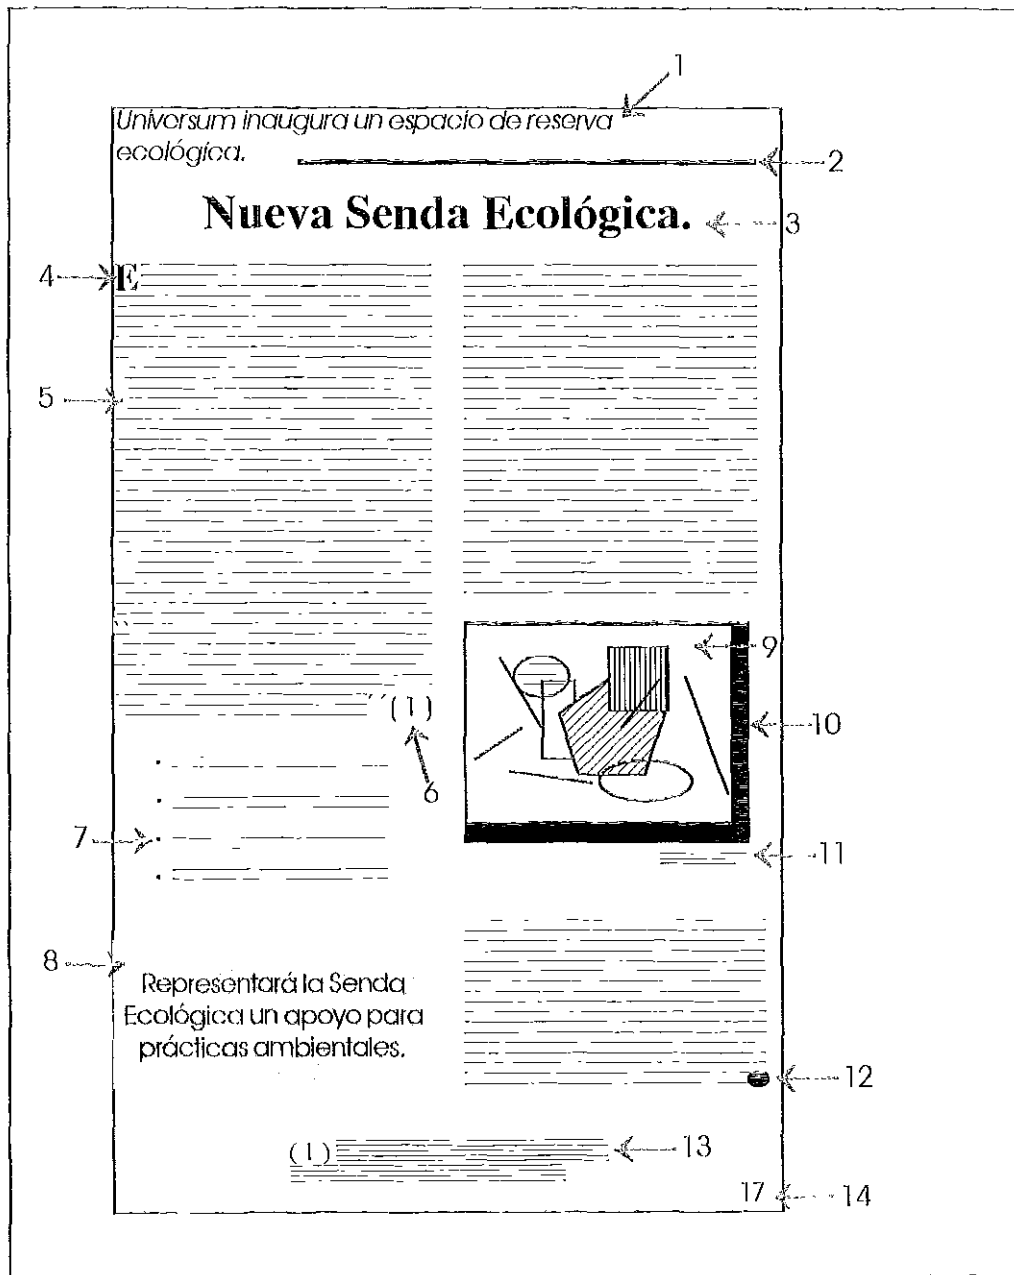 1
Universum inaugura un espacio de reserva
ecológica.
2
Nueva Senda Ecológica.
3
4
E
5
" (1)
6
7
8
Representará la Senda
Ecológica un apoyo para
prácticas ambientales.
9
10
11
12
(1)
13
17
14